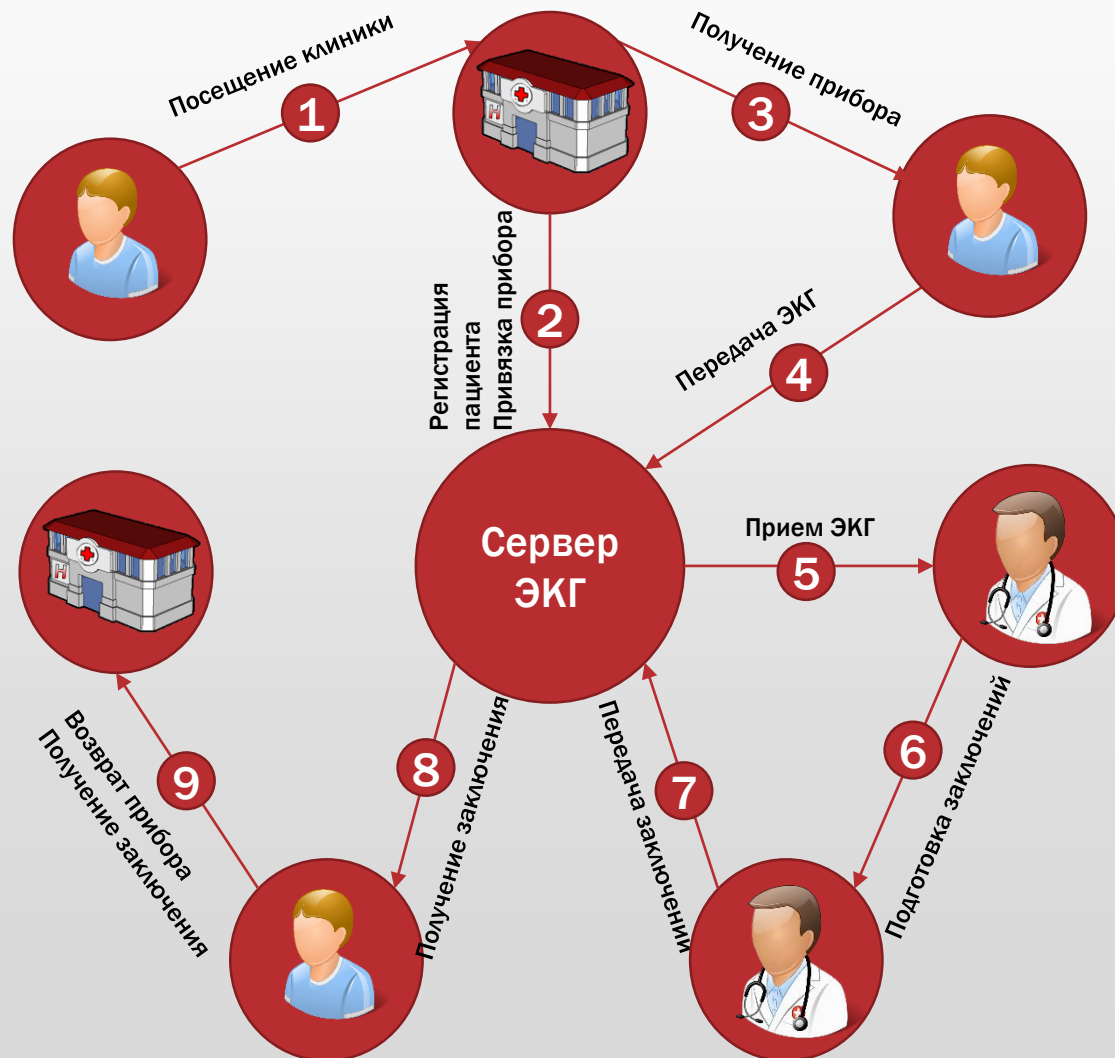 Посещение клиники
1
Получение прибора
3
2
Регистрация
пациента
Привязка прибора
Передача ЭКГ
4
Сервер
ЭКГ
Прием ЭКГ
5
6
Подготовка заключений
7
Передача заключении
8
Получение заключения
9
Возврат прибора
Получение заключения
H
H